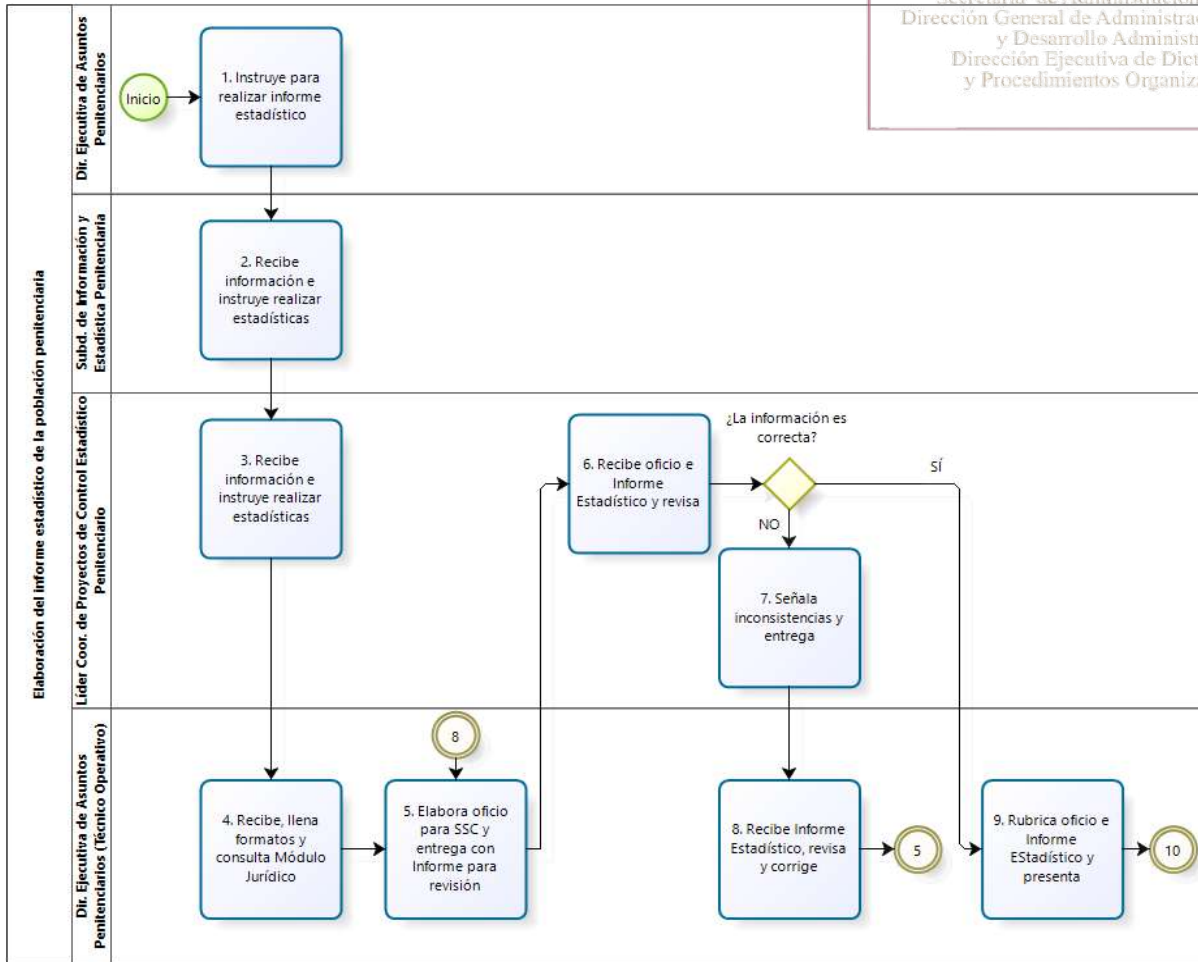 Dirección General de Administrac
y Desarrollo Administr
Dirección Ejecutiva de Dict
y Procedimientos Organiza
Elaboración del informe estadístico de la población penitenciaria
Dir. Ejecutiva de Asuntos
Penitenciarios
Inicio
1. Instruye para
realizar informe
estadístico
Subd. de Información y
Estadística Penitenciaria
2. Recibe
información e
instruye realizar
estadísticas
Líder Coor. de Proyectos de Control Estadístico
Penitenciario
3. Recibe
información e
instruye realizar
estadísticas
6. Recibe oficio e
Informe
Estadístico y revisa
¿La información es
correcta?
SÍ
NO
7. Señala
inconsistencias y
entrega
Dir. Ejecutiva de Asuntos
Penitenciarios (Técnico Operativo)
4. Recibe, llena
formatos y
consulta Módulo
Jurídico
8
5. Elabora oficio
para SSC y
entrega con
Informe para
revisión
8. Recibe Informe
Estadístico, revisa
y corrige
5
9. Rubrica oficio e
Informe
EStadístico y
presenta
10